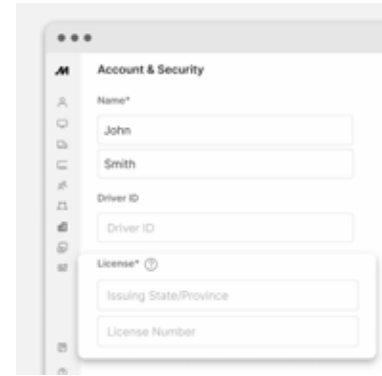 Account & Security
Name*
John
Smith
Driver ID
Driver ID
License*
Issuing State/Province
License Number